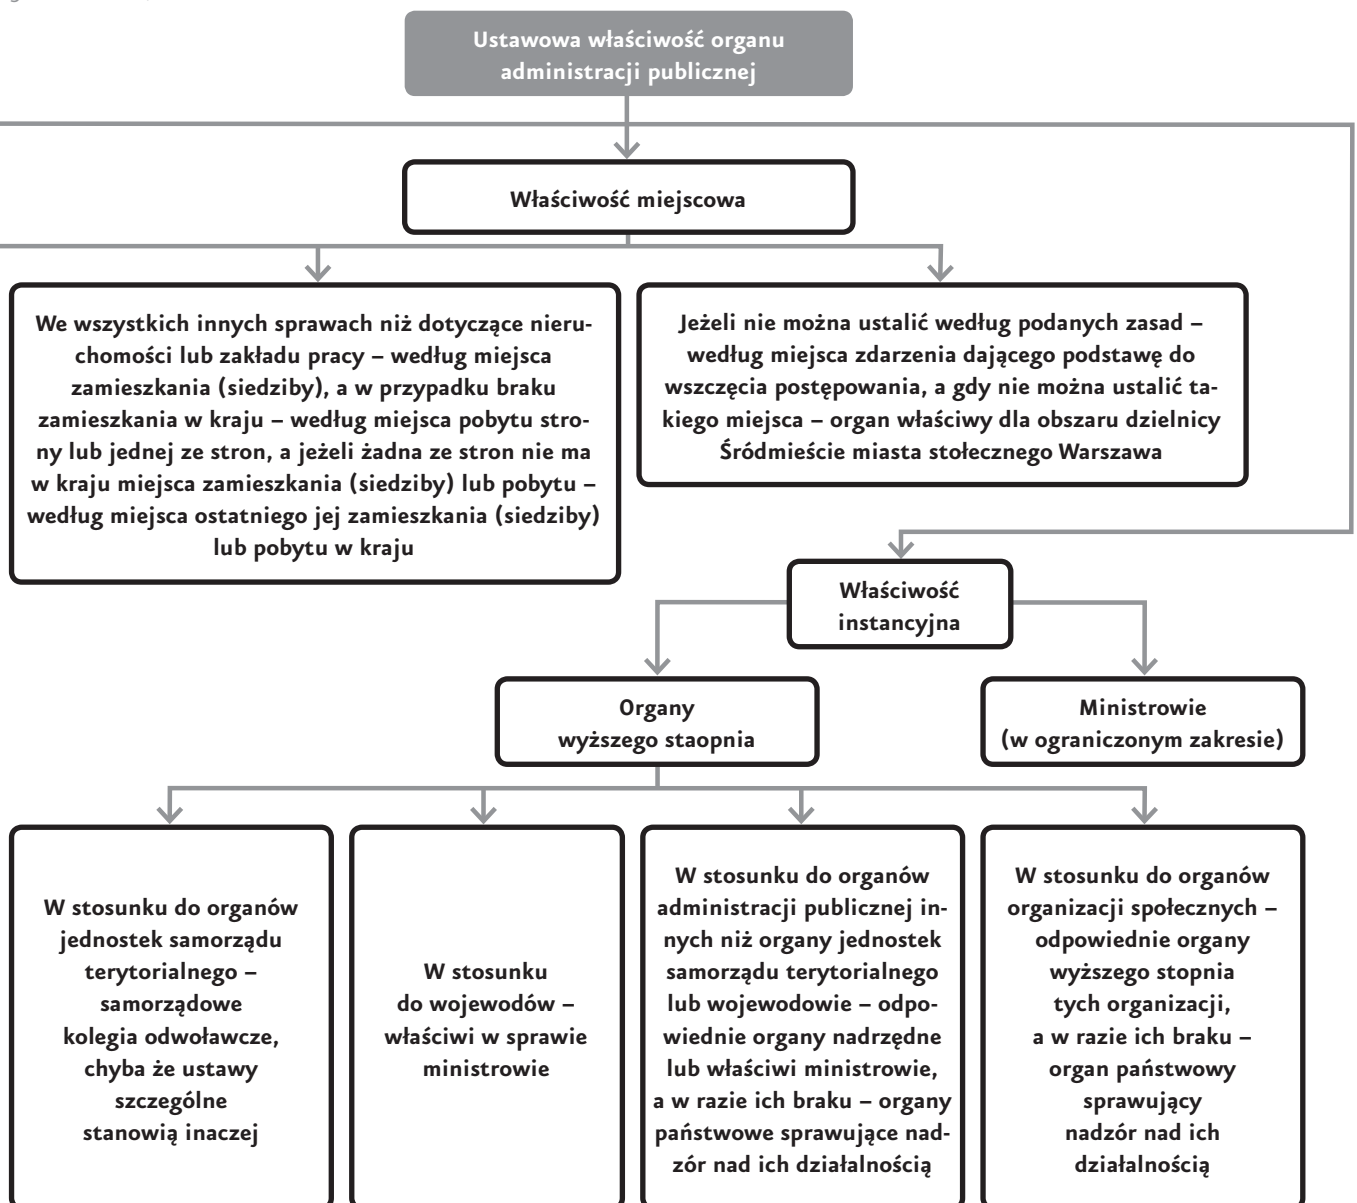 Ustawowa właściwość organu
administracji publicznej
Właściwość miejscowa
We wszystkich innych sprawach niż dotyczące nieru-
chomości lub zakładu pracy – według miejsca
zamieszkania (siedziby), a w przypadku braku
zamieszkania w kraju – według miejsca pobytu stro-
ny lub jednej ze stron, a jeżeli żadna ze stron nie ma
w kraju miejsca zamieszkania (siedziby) lub pobytu –
według miejsca ostatniego jej zamieszkania (siedziby)
lub pobytu w kraju
Jeżeli nie można ustalić według podanych zasad –
według miejsca zdarzenia dającego podstawę do
wszczęcia postępowania, a gdy nie można ustalić ta-
kiego miejsca – organ właściwy dla obszaru dzielnicy
Śródmieście miasta stołecznego Warszawa
Właściwość
instancyjna
Organy
wyższego staopnia
Ministrowie
(w ograniczonym zakresie)
W stosunku do organów
jednostek samorządu
terytorialnego –
samorządowe
kolegia odwoławcze,
chyba że ustawy
szczególne
stanowią inaczej
W stosunku
do wojewodów –
właściwi w sprawie
ministrowie
W stosunku do organów
administracji publicznej in-
nych niż organy jednostek
samorządu terytorialnego
lub wojewodowie – odpo-
wiednie organy nadrzędne
lub właściwi ministrowie,
a w razie ich braku – organy
państwowe sprawujące nad-
zór nad ich działalnością
W stosunku do organów
organizacji społecznych –
odpowiednie organy
wyższego stopnia
tych organizacji,
a w razie ich braku –
organ państwowy
sprawujący
nadzór nad ich
działalnością